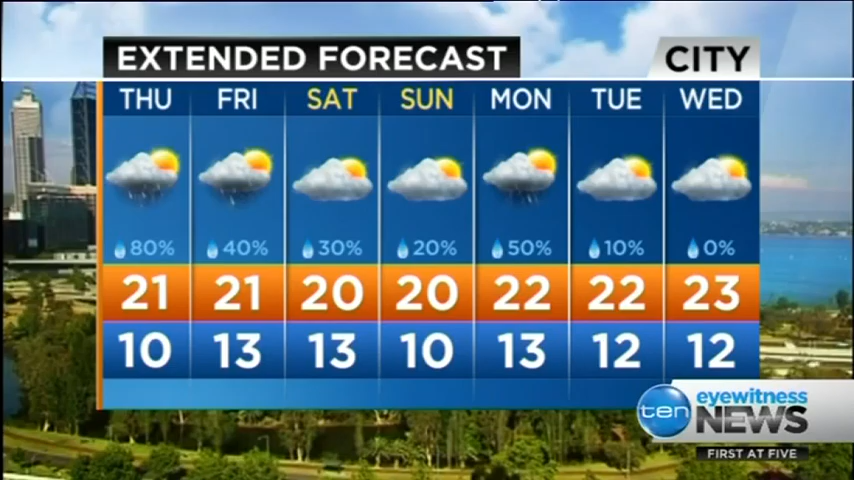 EXTENDED FORECAST
CITY
THU FRI SAT SUN MON TUE WED
80% 40% 30% 20% 50% 10% 0%
21 21 20 20 22 22 23
10 13 13 10 13 12 12
ten eyewitness
NEWS
FIRST AT FIVE